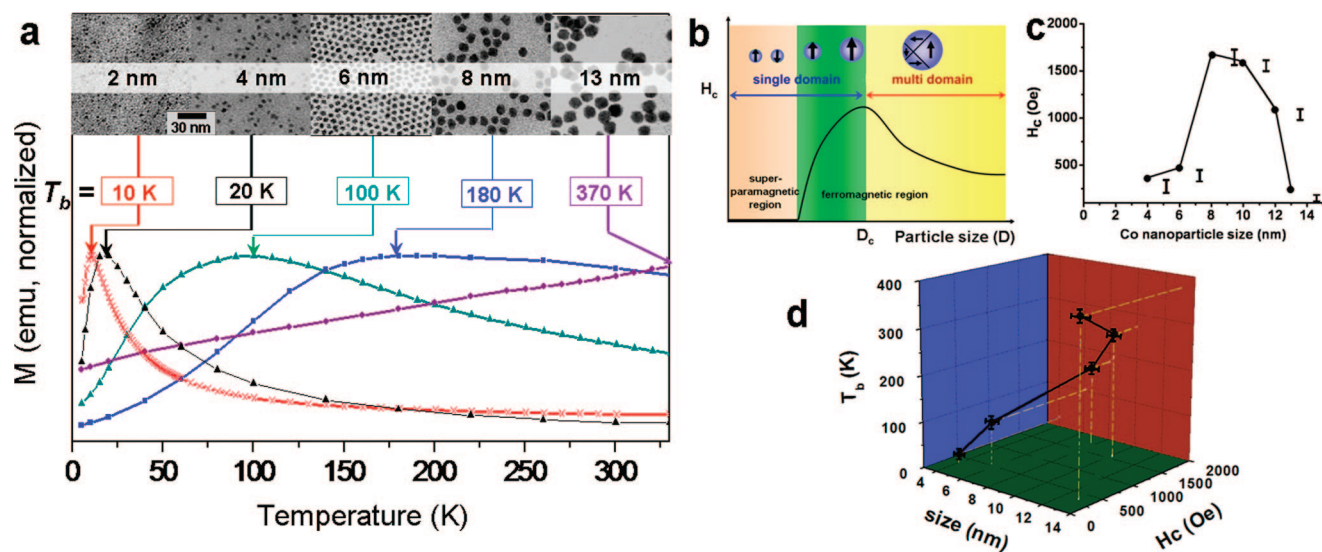 a
2 nm
4 nm
6 nm
8 nm
13 nm
30 nm
T_b =
10 K
20 K
100 K
180 K
370 K
M (emu, normalized)
0
50
100
150
200
250
300
Temperature (K)
b
single domain
multi domain
H_c
super-
paramagnetic
region
ferromagnetic region
D_c
Particle size (D)
c
2000
1500
1000
500
H_C (Oe)
0 2 4 6 8 10 12 14
Co nanoparticle size (nm)
d
400
300
200
100
0
T_b (K)
4 6 8 10 12 14
size (nm)
0 500 1000 1500 2000
Hc (Oe)